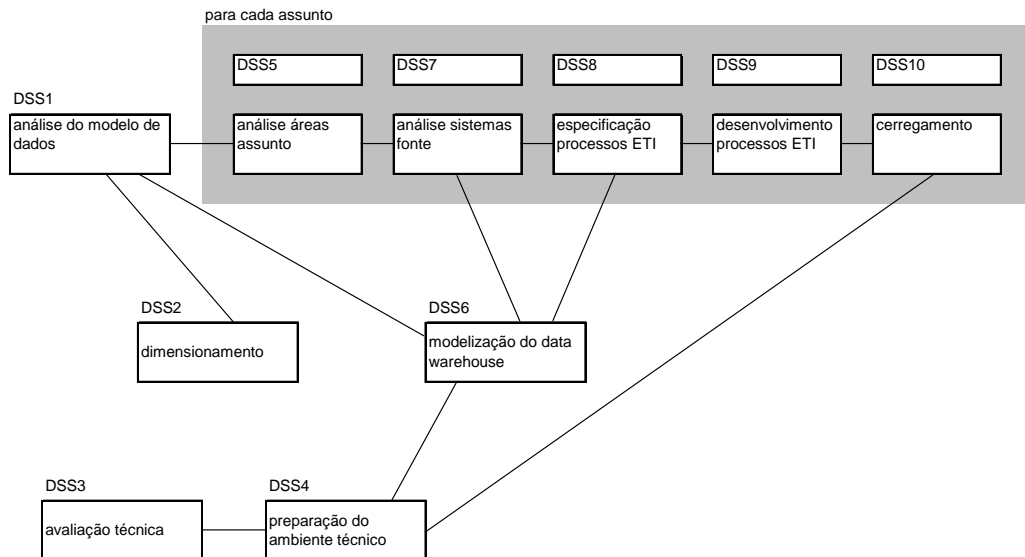 para cada assunto
DSS5
DSS7
DSS8
DSS9
DSS10
DSS1
análise do modelo de
dados
análise áreas
assunto
análise sistemas
fonte
especificação
processos ETI
desenvolvimento
processos ETI
cerregamento
DSS2
dimensionamento
DSS6
modelização do data
warehouse
DSS3
avaliação técnica
DSS4
preparação do
ambiente técnico